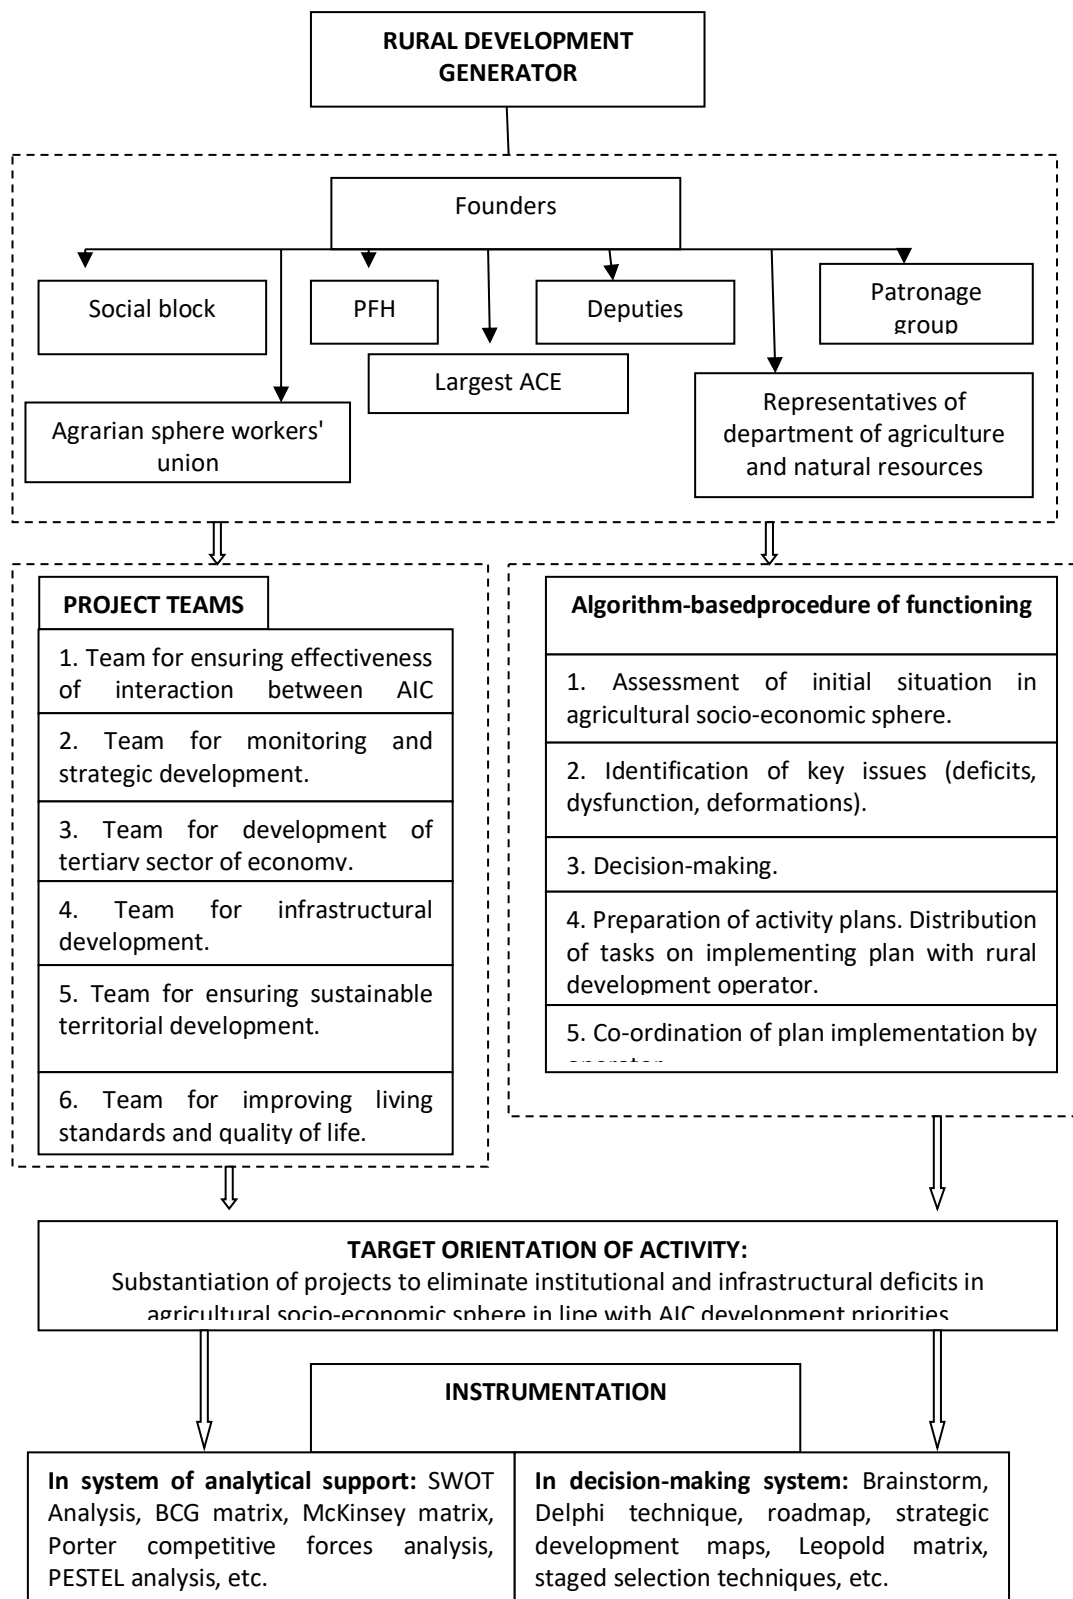 RURAL DEVELOPMENT
GENERATOR
Founders
Social block
PFH
Deputies
Patronage
group
Largest ACE
Agrarian sphere workers'
union
Representatives of
department of agriculture
and natural resources
PROJECT TEAMS
1. Team for ensuring effectiveness
of interaction between AIC
2. Team for monitoring and
strategic development.
3. Team for development of
tertiary sector of economy.
4. Team for infrastructural
development.
5. Team for ensuring sustainable
territorial development.
6. Team for improving living
standards and quality of life.
Algorithm-basedprocedure of functioning
1. Assessment of initial situation in
agricultural socio-economic sphere.
2. Identification of key issues (deficits,
dysfunction, deformations).
3. Decision-making.
4. Preparation of activity plans. Distribution
of tasks on implementing plan with rural
development operator.
5. Co-ordination of plan implementation by
TARGET ORIENTATION OF ACTIVITY:
Substantiation of projects to eliminate institutional and infrastructural deficits in
agricultural socio-economic sphere in line with AIC development priorities
INSTRUMENTATION
In system of analytical support: SWOT
Analysis, BCG matrix, McKinsey matrix,
Porter competitive forces analysis,
PESTEL analysis, etc.
In decision-making system: Brainstorm,
Delphi technique, roadmap, strategic
development maps, Leopold matrix,
staged selection techniques, etc.